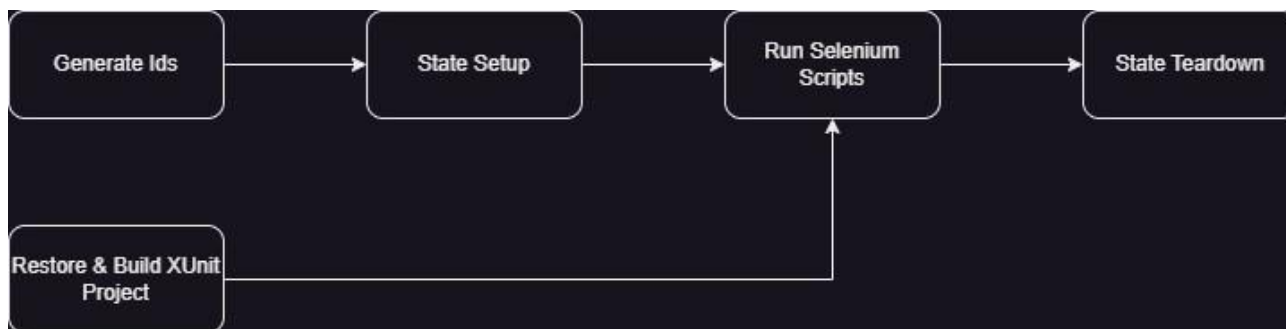 Generate Ids
State Setup
Run Selenium
Scripts
State Teardown
Restore & Build XUnit
Project